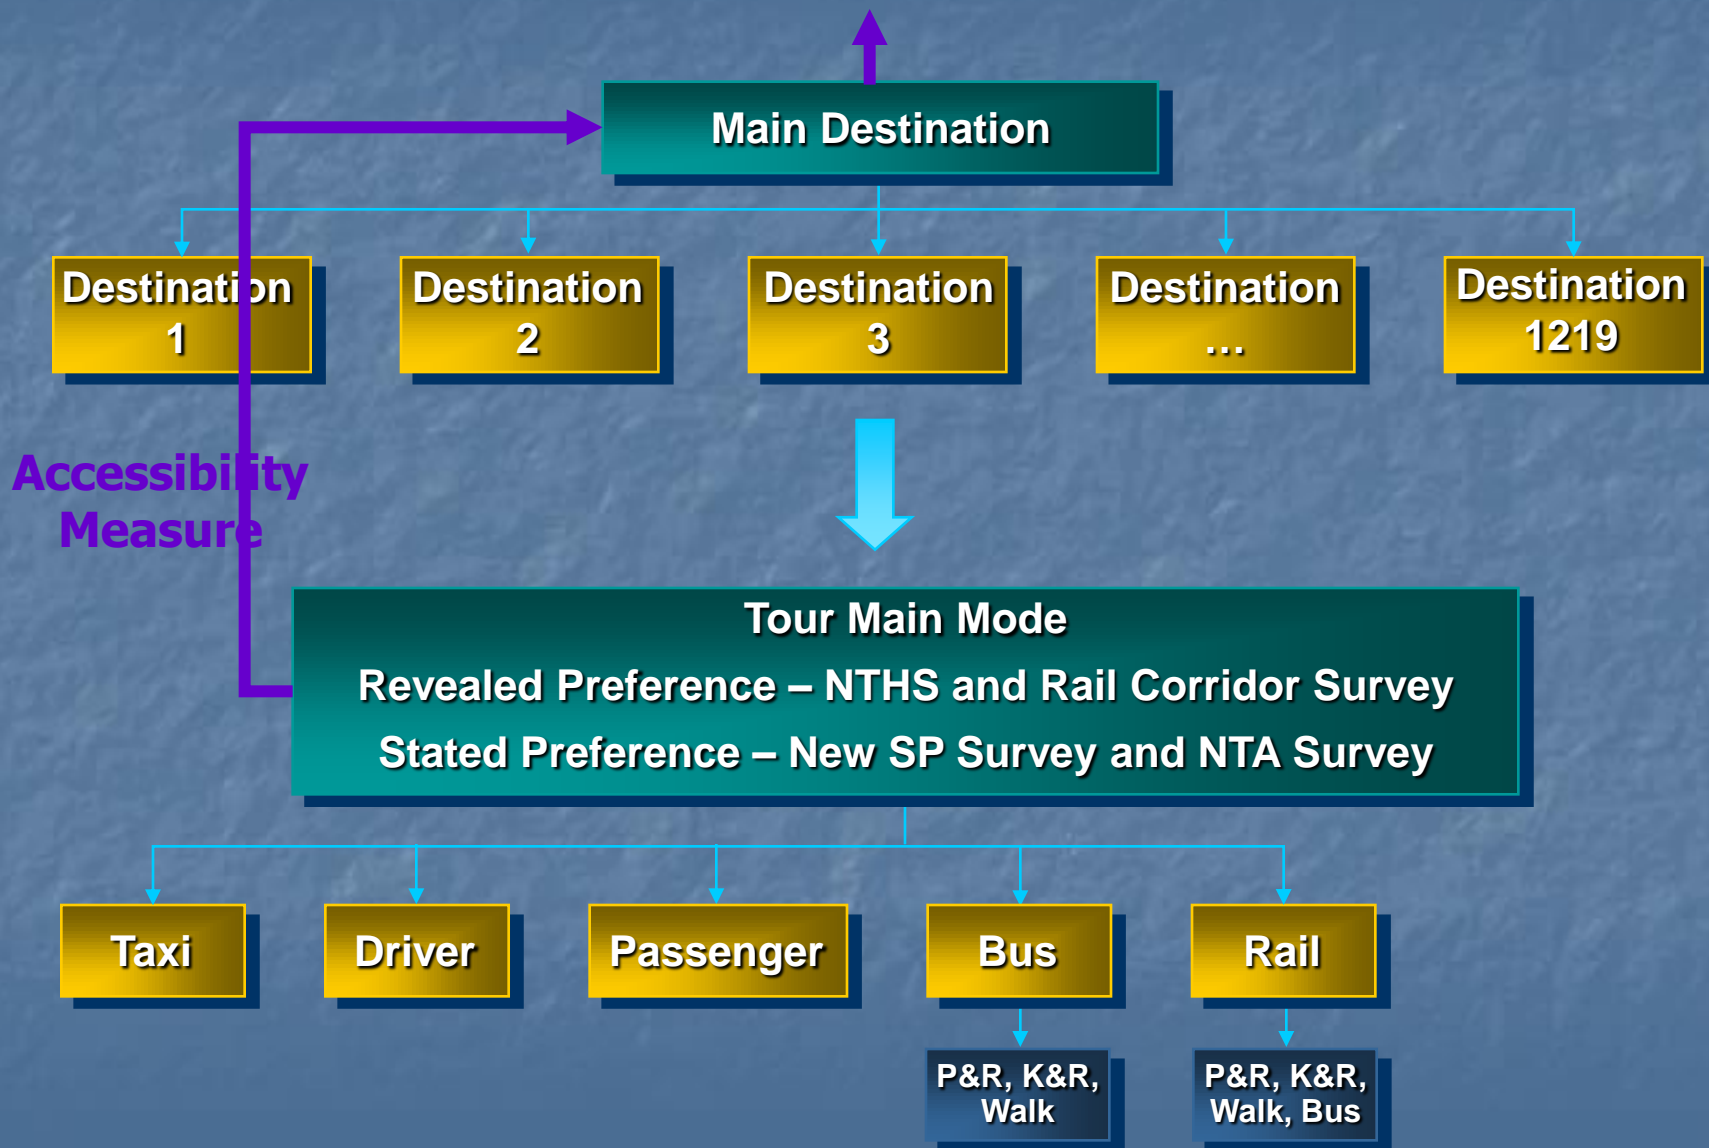 Main Destination
Destination
1
Destination
2
Destination
3
Destination
…
Destination
1219
Accessibility
Measure
Tour Main Mode
Revealed Preference – NTHS and Rail Corridor Survey
Stated Preference – New SP Survey and NTA Survey
Taxi
Driver
Passenger
Bus
Rail
P&R, K&R,
Walk
P&R, K&R,
Walk, Bus